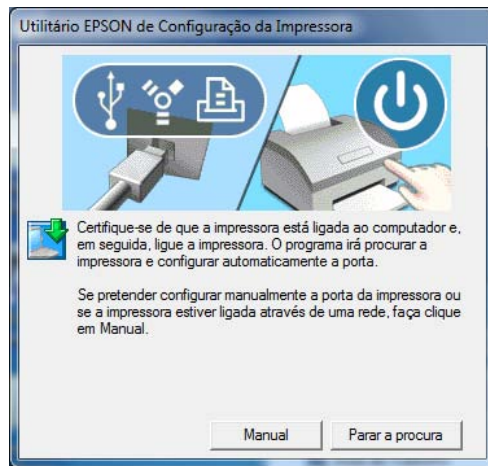 Utilitário EPSON de Configuração da Impressora
Certifique-se de que a impressora está ligada ao computador e,
em seguida, ligue a impressora. O programa irá procurar a
impressora e configurar automaticamente a porta.
Se pretender configurar manualmente a porta da impressora ou
se a impressora estiver ligada através de uma rede, faça clique
em Manual.
Manual
Parar a procura